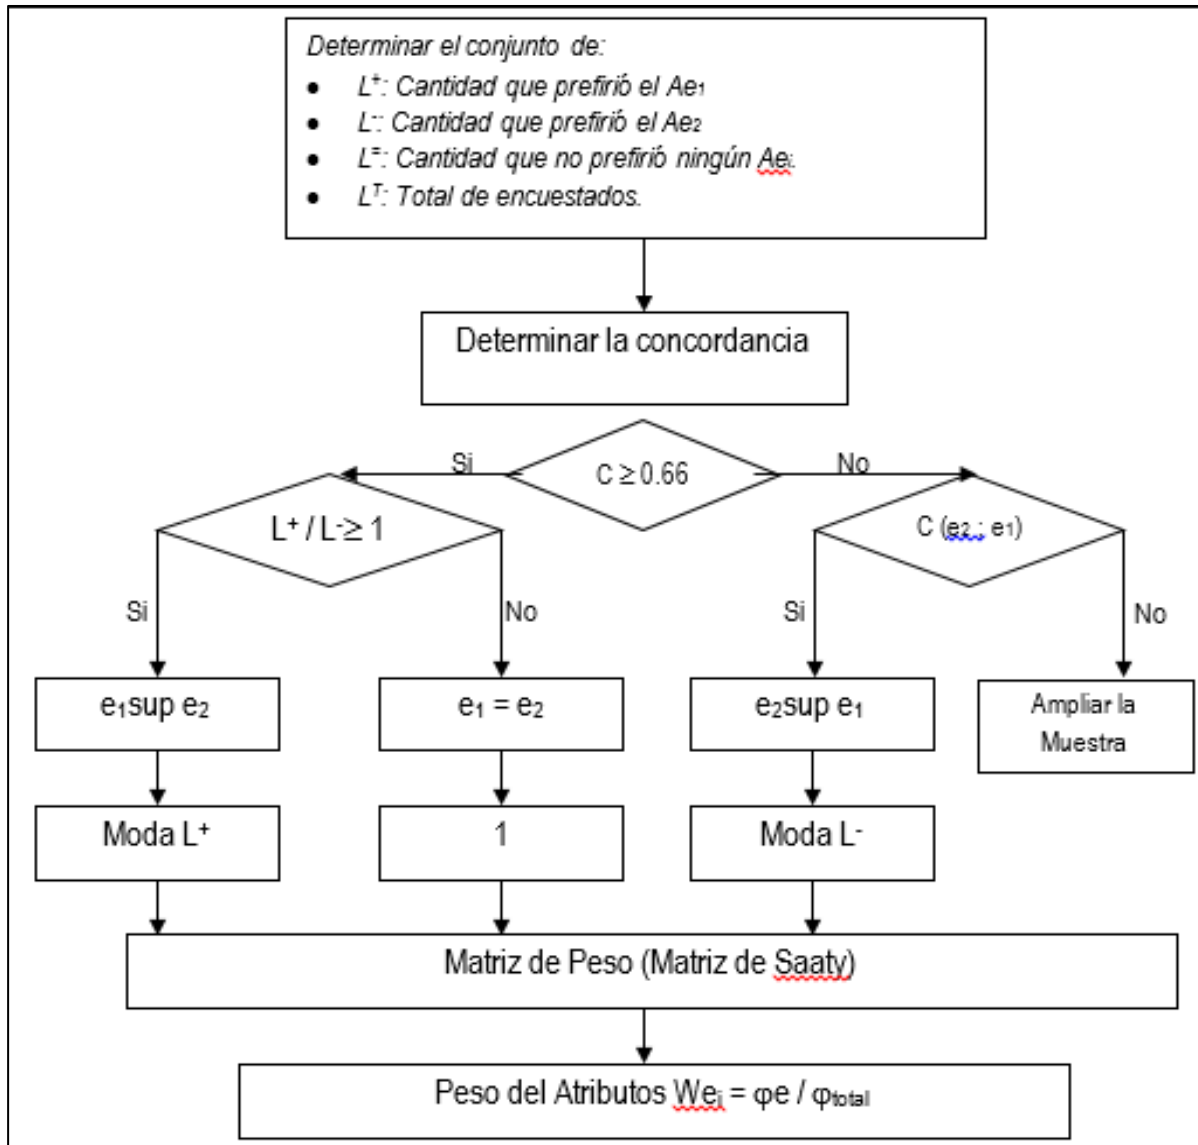 Determinar el conjunto de:
• L⁺: Cantidad que prefirió el Ae₁
• L⁻: Cantidad que prefirió el Ae₂
• L⁼: Cantidad que no prefirió ningún Aeᵢ.
• Lᵀ: Total de encuestados.
Determinar la concordancia
C ≥ 0.66
Si
No
L⁺ / L⁻≥ 1
C (e₂ ; e₁)
Si
No
Si
No
e₁sup e₂
e₁ = e₂
e₂sup e₁
Ampliar la
Muestra
Moda L⁺
1
Moda L⁻
Matriz de Peso (Matriz de Saaty)
Peso del Atributos Weᵢ = φe / φtotal